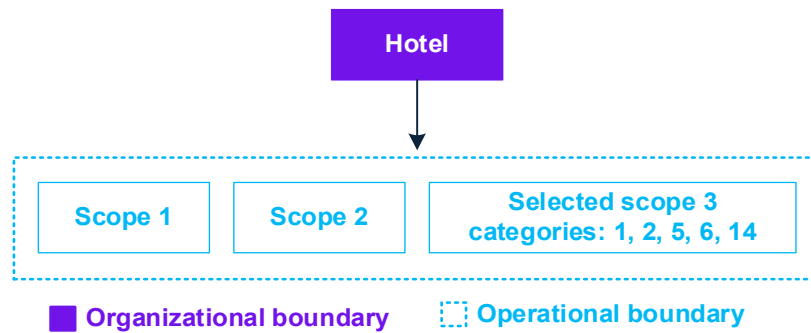 Hotel
Scope 1
Scope 2
Selected scope 3
categories: 1, 2, 5, 6, 14
Organizational boundary
Operational boundary